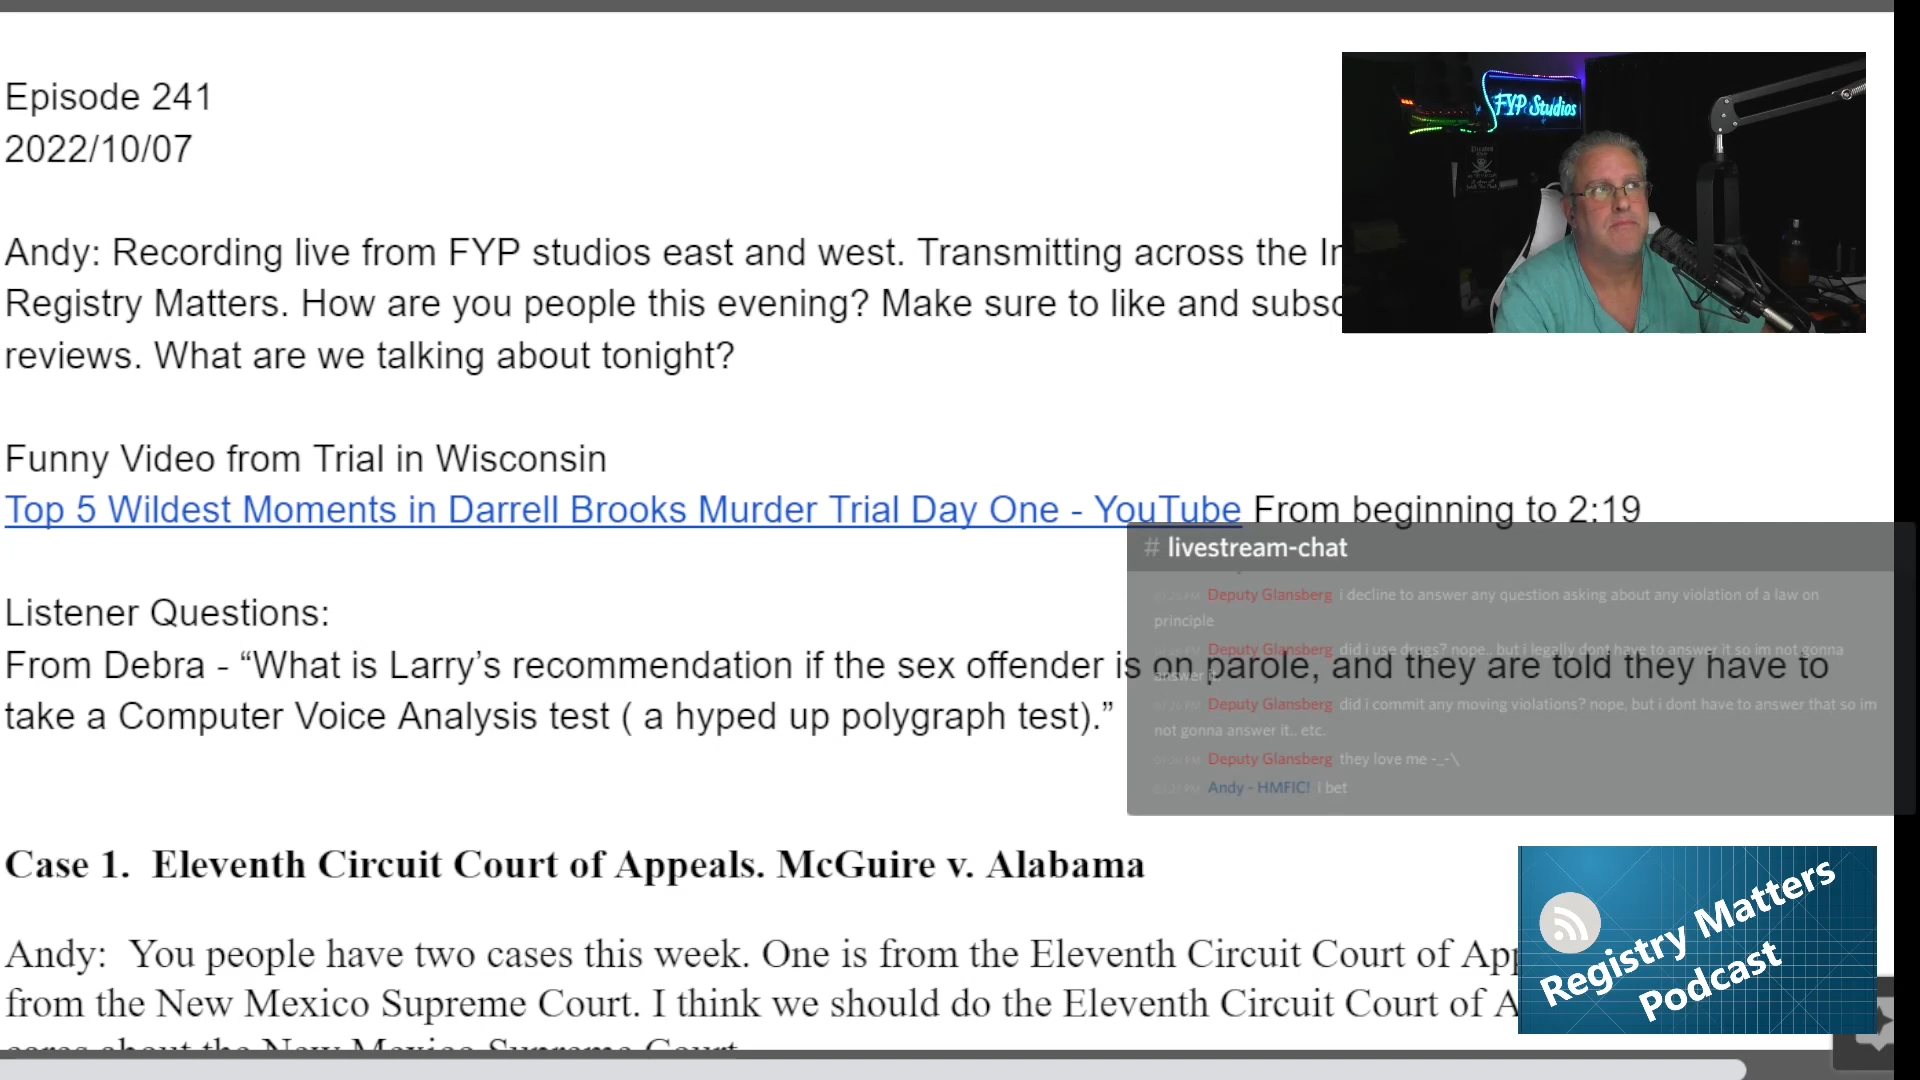 Episode 241
2022/10/07
Andy: Recording live from FYP studios east and west. Transmitting across the In
Registry Matters. How are you people this evening? Make sure to like and subsc
reviews. What are we talking about tonight?
FYP Studios
Funny Video from Trial in Wisconsin
Top 5 Wildest Moments in Darrell Brooks Murder Trial Day One - YouTube From beginning to 2:19
Listener Questions:
From Debra - “What is Larry’s recommendation if the sex offender is on parole, and they are told they have to
take a Computer Voice Analysis test ( a hyped up polygraph test).”
# livestream-chat
Deputy Glansberg i decline to answer any question asking about any violation of a law on
principle
Deputy Glansberg did i use drugs? nope.. but i legally dont have to answer it so im not gonna
answer it
Deputy Glansberg did i commit any moving violations? nope, but i dont have to answer that so im
not gonna answer it.. etc.
Deputy Glansberg they love me -_-\
Andy - HMFIC! I bet
Case 1. Eleventh Circuit Court of Appeals. McGuire v. Alabama
Andy: You people have two cases this week. One is from the Eleventh Circuit Court of App
from the New Mexico Supreme Court. I think we should do the Eleventh Circuit Court of A
cares about the New Mexico Supreme Court
Registry Matters
Podcast